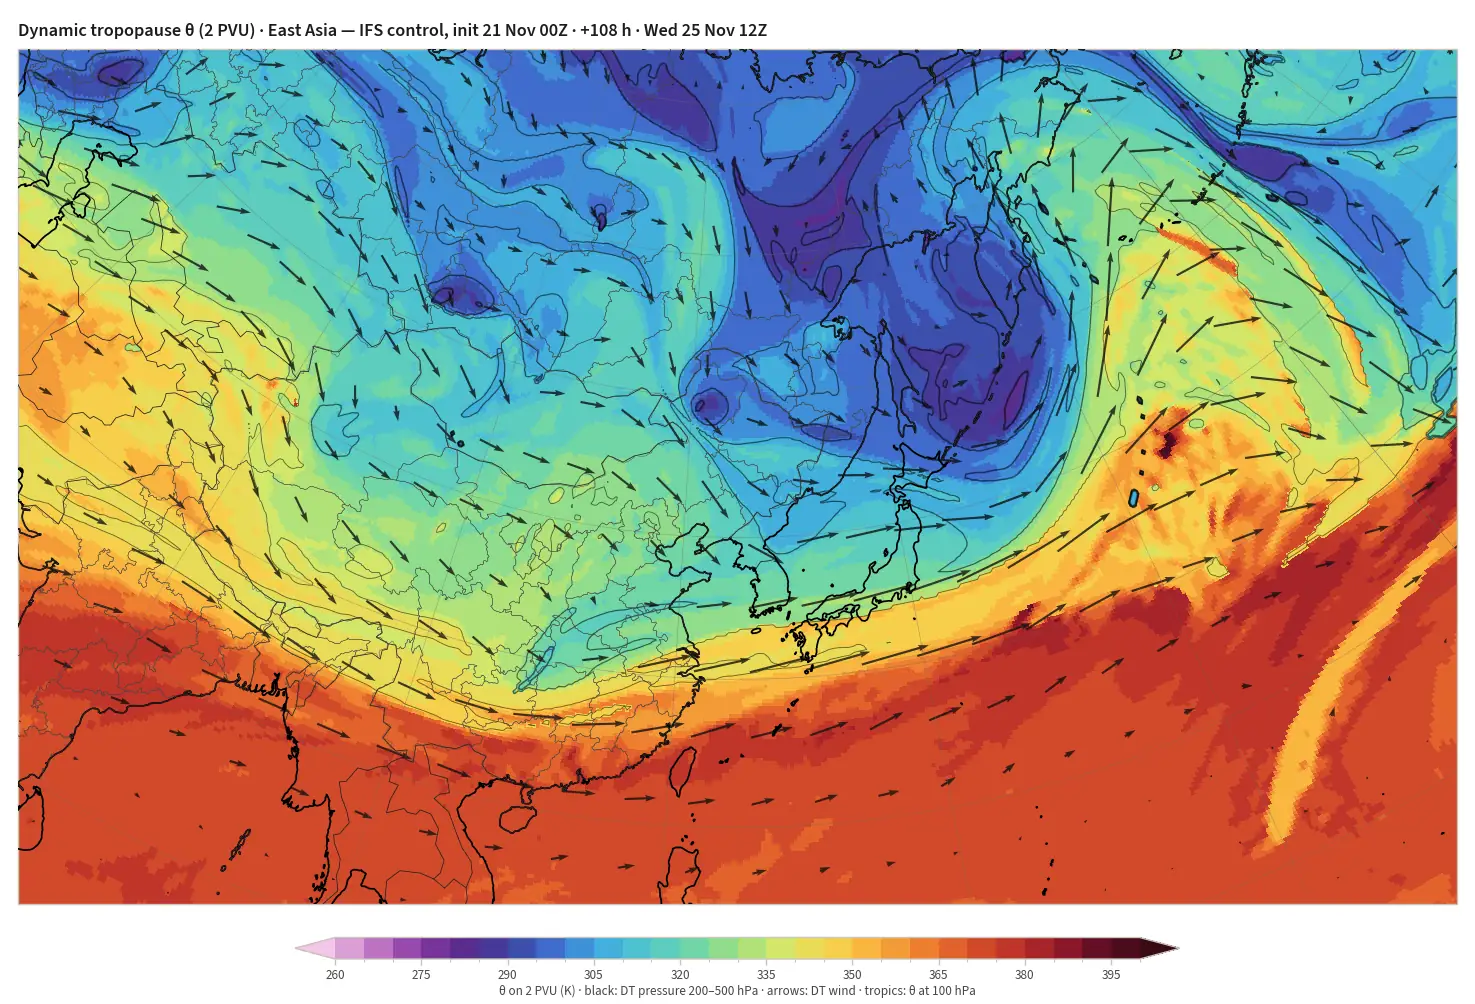 Dynamic tropopause θ (2 PVU) · East Asia — IFS control, init 21 Nov 00Z · +108 h · Wed 25 Nov 12Z
260 275 290 305 320 335 350 365 380 395
θ on 2 PVU (K) · black: DT pressure 200–500 hPa · arrows: DT wind · tropics: θ at 100 hPa